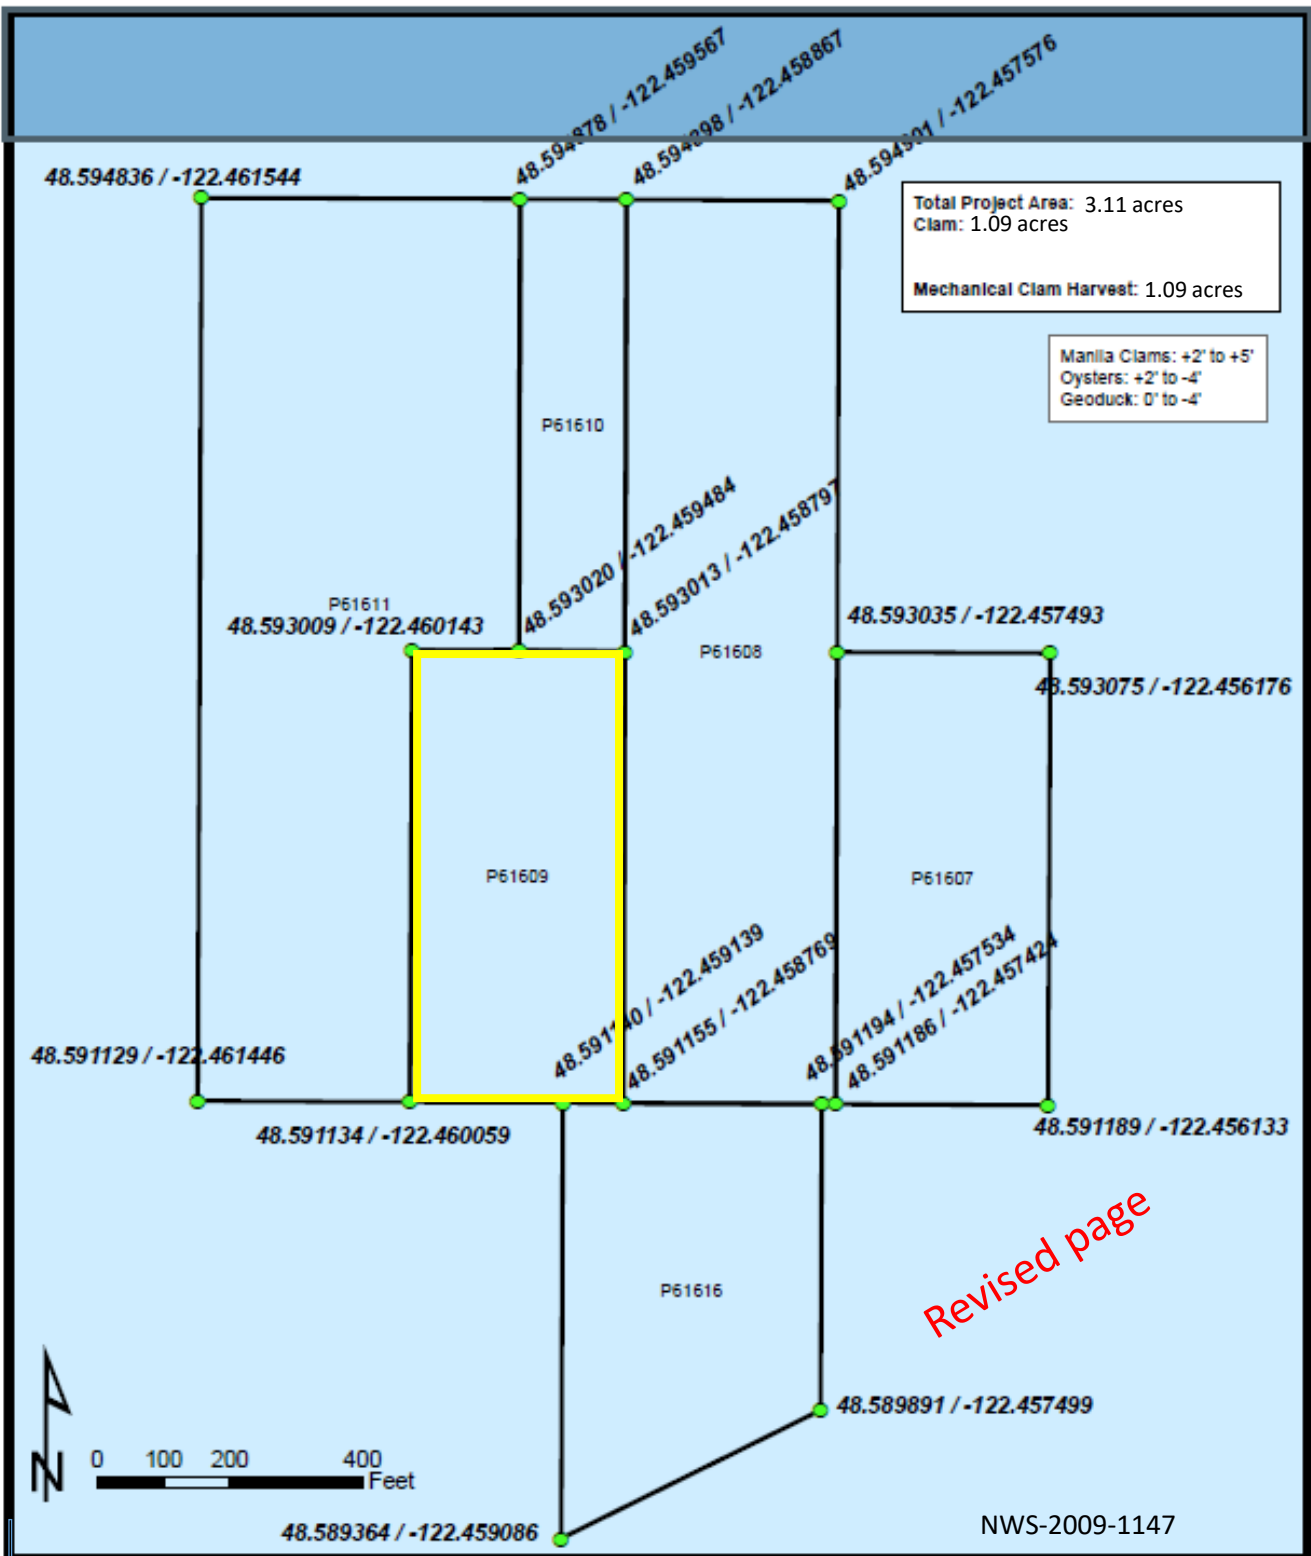 48.594878 / -122.459567
48.594898 / -122.458867
48.594901 / -122.457576
48.594836 / -122.461544
Total Project Area: 3.11 acres
Clam: 1.09 acres
Mechanical Clam Harvest: 1.09 acres
Manila Clams: +2' to +5'
Oysters: +2' to -4'
Geoduck: 0' to -4'
P61610
48.593020 / -122.459484
48.593013 / -122.458797
P61611
48.593009 / -122.460143
48.593035 / -122.457493
P61608
48.593075 / -122.456176
P61609
P61607
48.591140 / -122.459139
48.591155 / -122.458769
48.591194 / -122.457534
48.591186 / -122.457424
48.591129 / -122.461446
48.591134 / -122.460059
48.591189 / -122.456133
Revised page
P61616
48.589891 / -122.457499
N
0 100 200 400
Feet
48.589364 / -122.459086
NWS-2009-1147